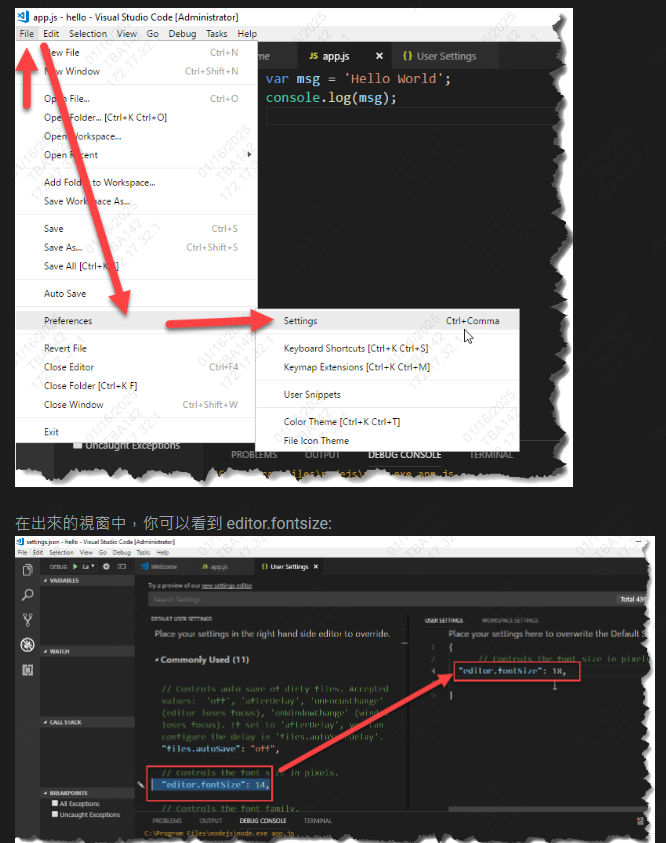 app.js - hello - Visual Studio Code [Administrator]
File Edit Selection View Go Debug Tasks Help
New File Ctrl+N
New Window Ctrl+Shift+N
Open File... Ctrl+O
Open Folder... [Ctrl+K Ctrl+O]
Open Workspace...
Open Recent
Add Folder to Workspace...
Save Workspace As...
Save Ctrl+S
Save As... Ctrl+Shift+S
Save All [Ctrl+K S]
Auto Save
Preferences
Revert File
Close Editor Ctrl+F4
Close Folder [Ctrl+K F]
Close Window Ctrl+Shift+W
Exit
JS app.js × {} User Settings
var msg = 'Hello World';
console.log(msg);
Settings Ctrl+Comma
Keyboard Shortcuts [Ctrl+K Ctrl+S]
Keymap Extensions [Ctrl+K Ctrl+M]
User Snippets
Color Theme [Ctrl+K Ctrl+T]
File Icon Theme
Uncaught Exceptions
PROBLEMS OUTPUT DEBUG CONSOLE TERMINAL
01/16/2025
TBA142
172.17.32.1
在出來的視窗中，你可以看到 editor.fontsize:
settings.json - hello - Visual Studio Code [Administrator]
File Edit Selection View Go Debug Tasks Help
DEBUG La
Welcome JS app.js {} User Settings ×
VARIABLES
WATCH
CALL STACK
BREAKPOINTS
All Exceptions
Uncaught Exceptions
Try a preview of our new settings editor
Search Settings Total 430
DEFAULT USER SETTINGS
Place your settings in the right hand side editor to override.
Commonly Used (11)
// Controls auto save of dirty files. Accepted
values: 'off', 'afterDelay', 'onFocusChange'
(editor loses focus), 'onWindowChange' (window
loses focus). If set to 'afterDelay', you can
configure the delay in 'files.autoSaveDelay'.
"files.autoSave": "off",
// Controls the font size in pixels.
"editor.fontSize": 14,
// Controls the font family.
USER SETTINGS WORKSPACE SETTINGS
Place your settings here to overwrite the Default S
1 {
2 // Controls the font size in pixel
4 "editor.fontSize": 18,
}
PROBLEMS OUTPUT DEBUG CONSOLE TERMINAL
C:\Program Files\nodejs\node.exe app.js